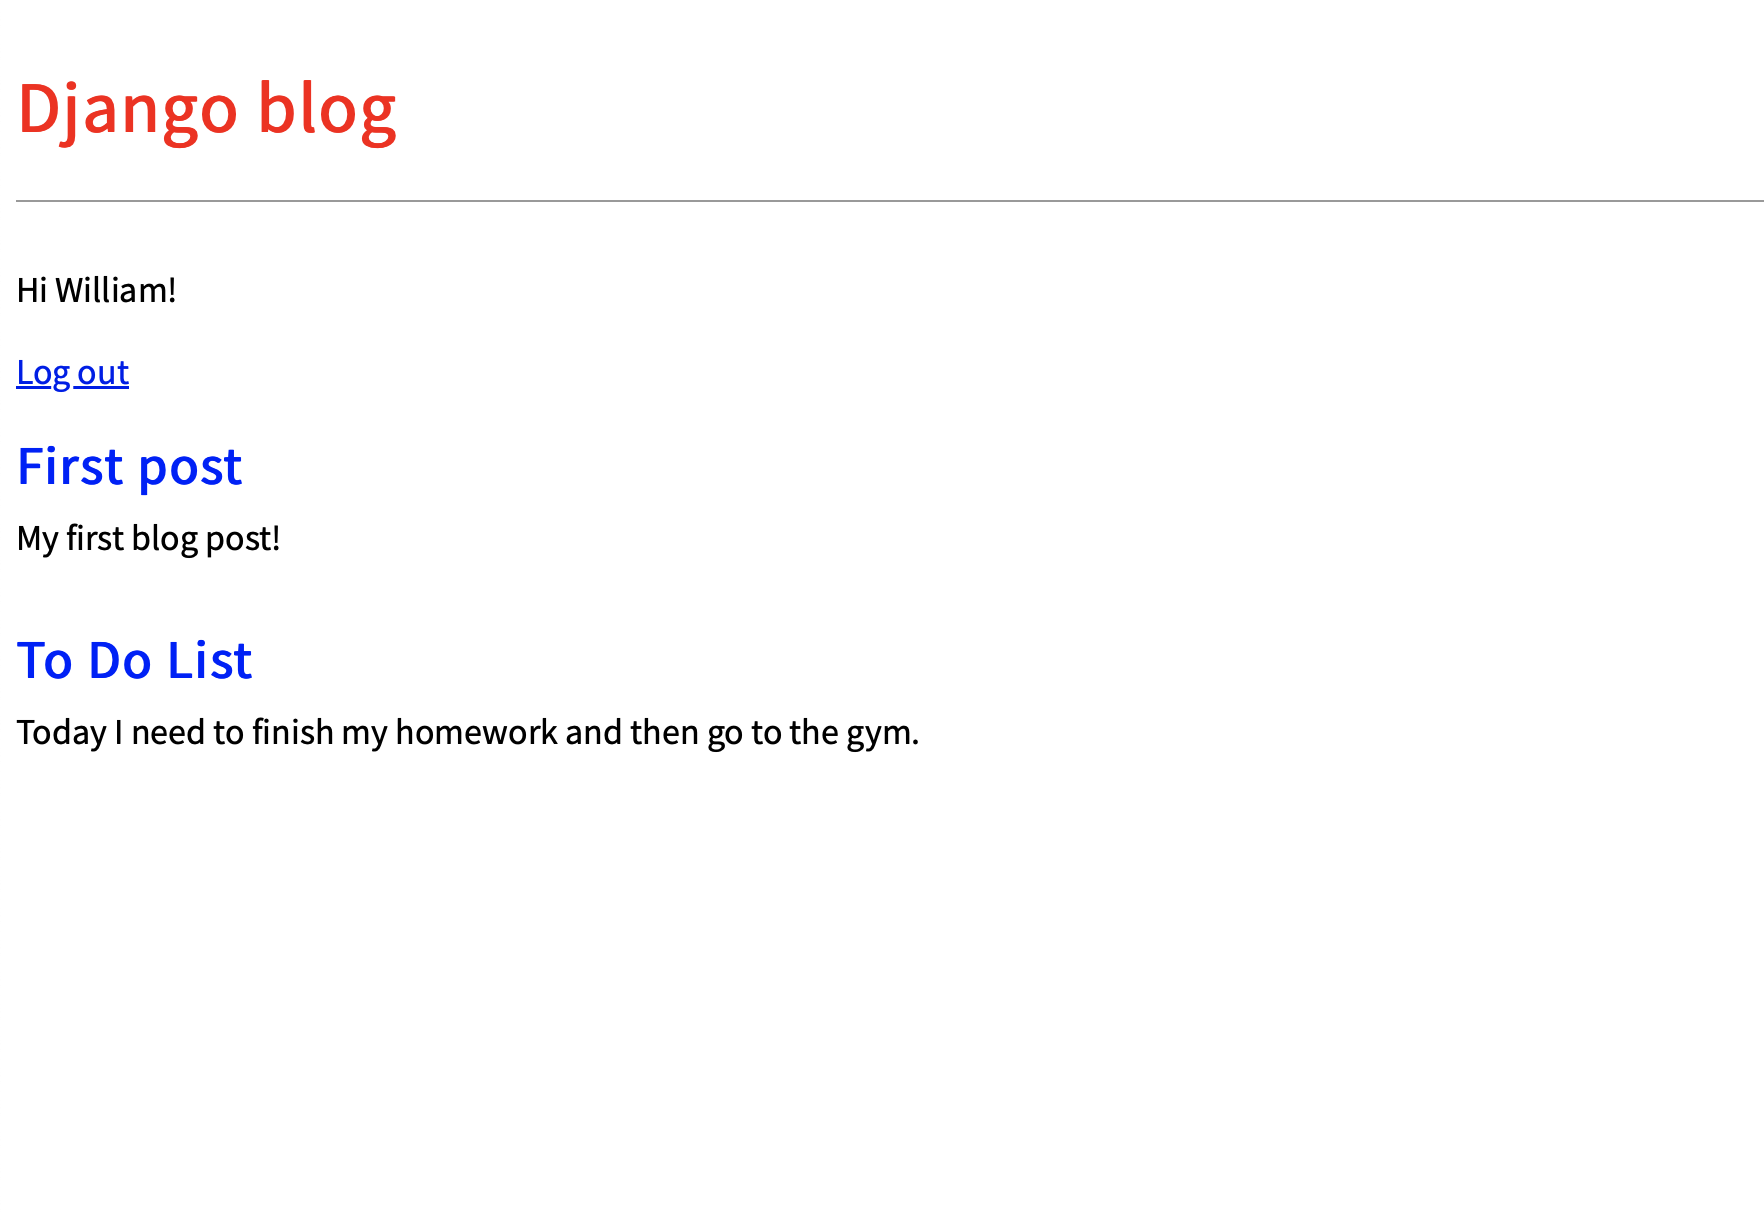 Django blog
Hi William!
Log out
First post
My first blog post!
To Do List
Today I need to finish my homework and then go to the gym.